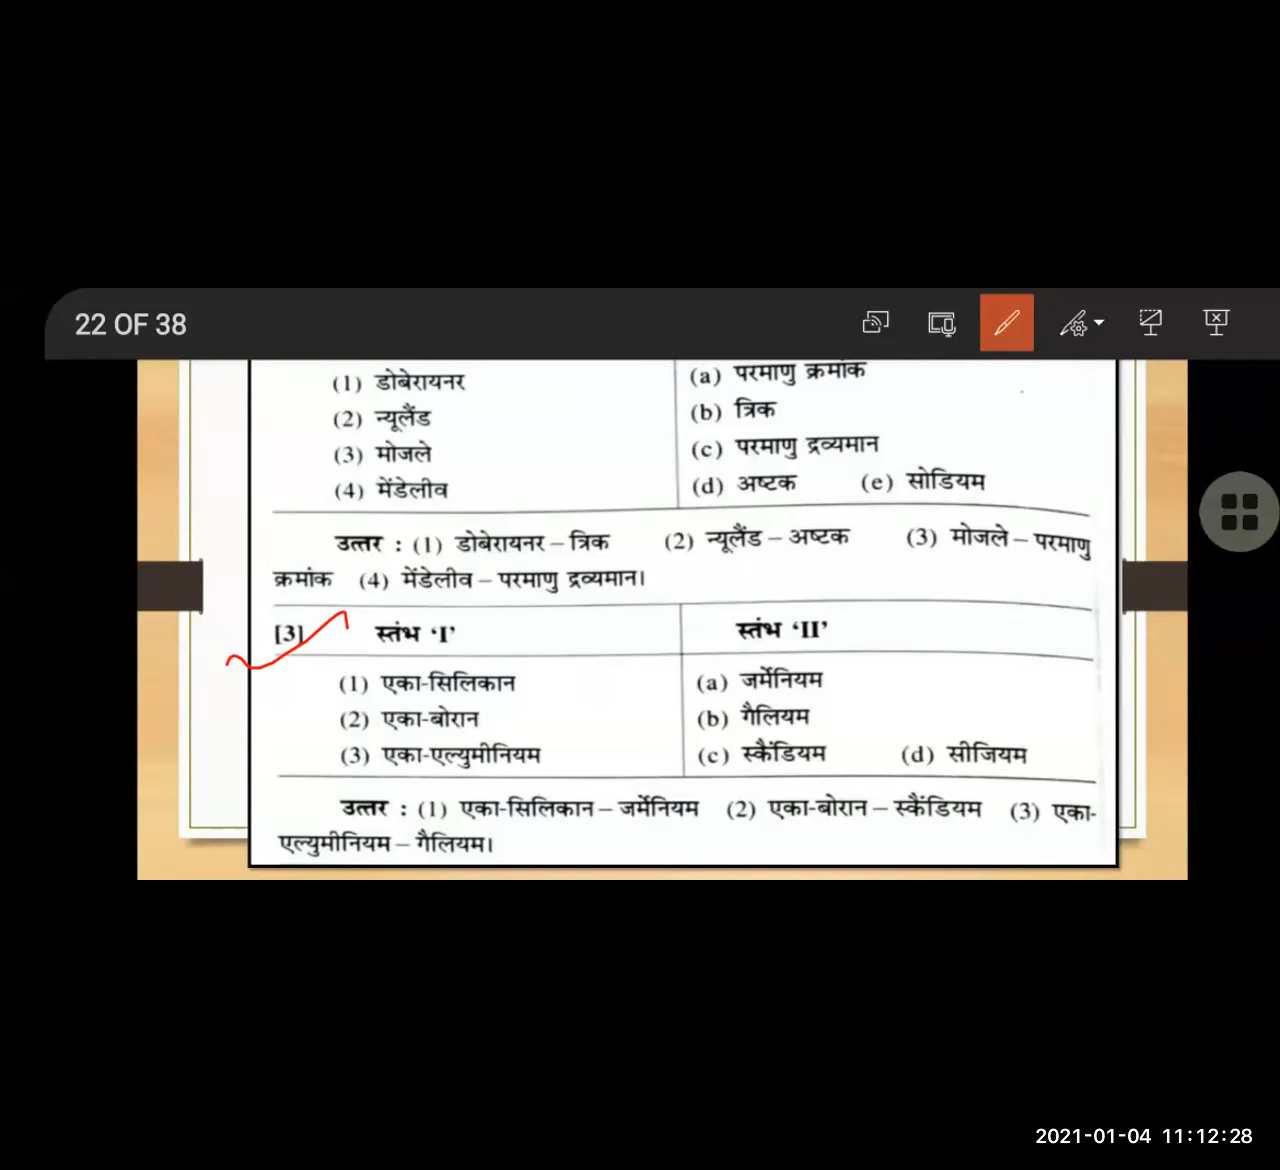 22 OF 38
(1) डोबेरायनर (a) परमाणु क्रमांक
(2) न्यूलैंड (b) त्रिक
(3) मोजले (c) परमाणु द्रव्यमान
(4) मेंडेलीव (d) अष्टक (e) सोडियम
उत्तर : (1) डोबेरायनर – त्रिक (2) न्यूलैंड – अष्टक (3) मोजले – परमाणु
क्रमांक (4) मेंडेलीव – परमाणु द्रव्यमान।
[3] स्तंभ ‘I’ स्तंभ ‘II’
(1) एका-सिलिकान (a) जर्मेनियम
(2) एका-बोरान (b) गैलियम
(3) एका-एल्युमीनियम (c) स्कैंडियम (d) सीजियम
उत्तर : (1) एका-सिलिकान – जर्मेनियम (2) एका-बोरान – स्कैंडियम (3) एका-
एल्युमीनियम – गैलियम।
2021-01-04 11:12:28